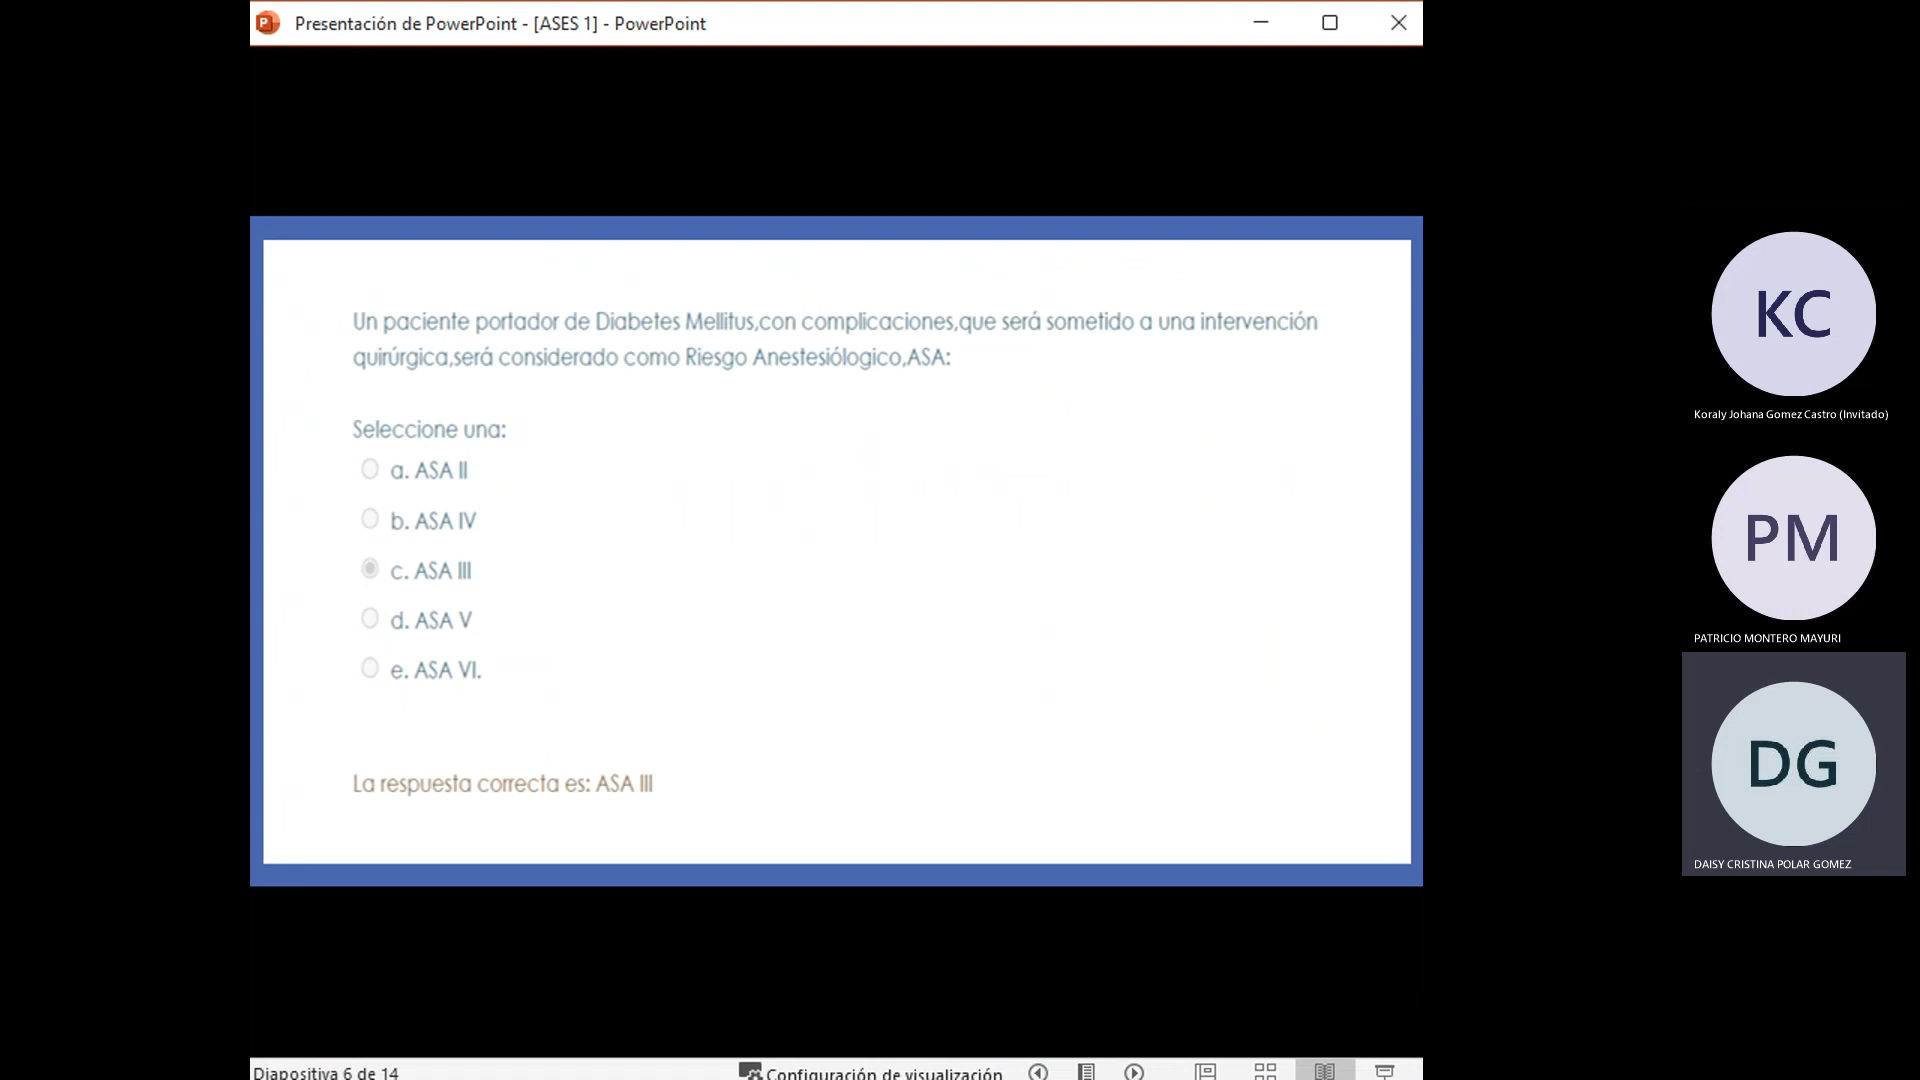 Presentación de PowerPoint - [ASES 1] - PowerPoint
Un paciente portador de Diabetes Mellitus,con complicaciones,que será sometido a una intervención
quirúrgica,será considerado como Riesgo Anestesiólogico,ASA:
Seleccione una:
a. ASA II
b. ASA IV
c. ASA III
d. ASA V
e. ASA VI.
La respuesta correcta es: ASA III
Diapositiva 6 de 14
Configuración de visualización
KC
Koraly Johana Gomez Castro (Invitado)
PM
PATRICIO MONTERO MAYURI
DG
DAISY CRISTINA POLAR GOMEZ